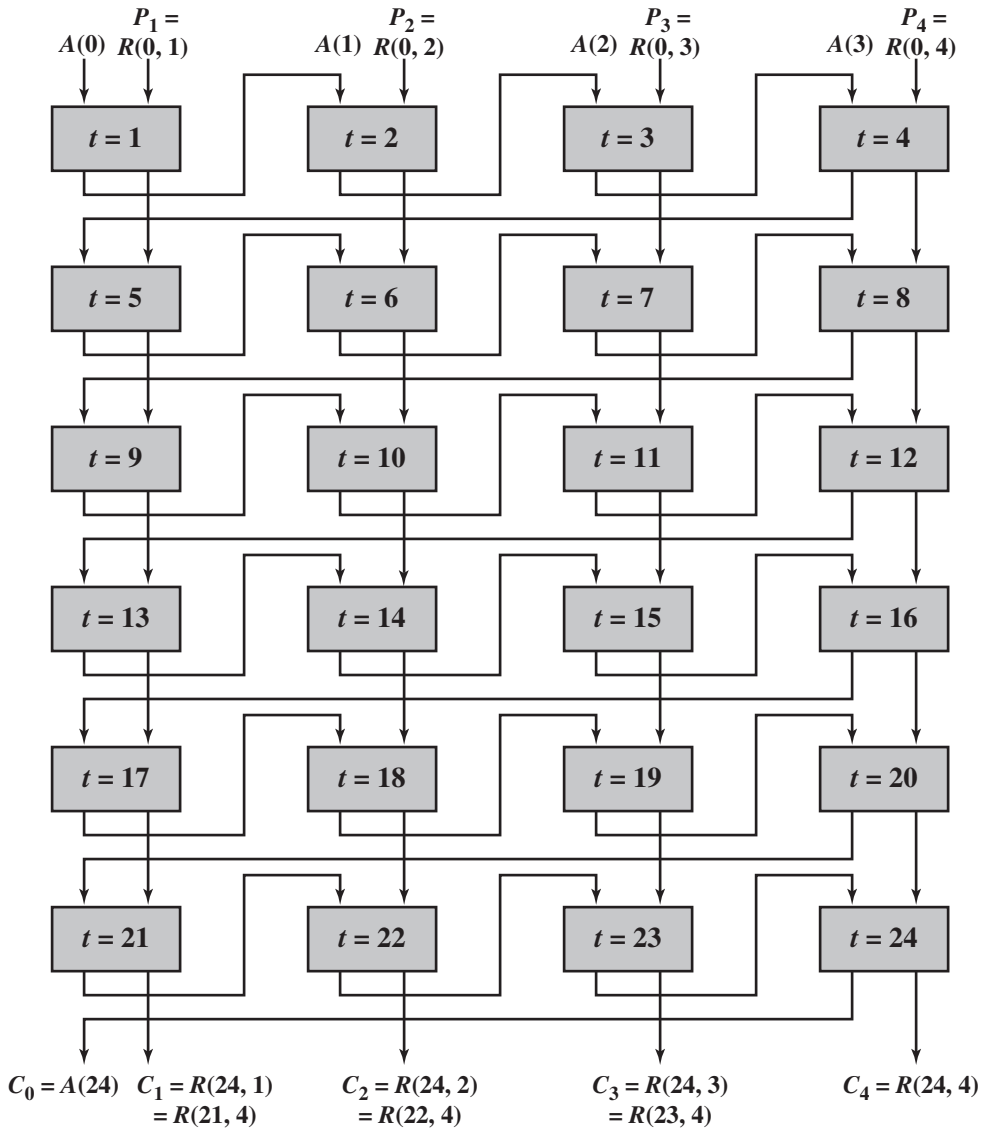 P₁ =
P₂ =
P₃ =
P₄ =
A(0) R(0, 1)
A(1) R(0, 2)
A(2) R(0, 3)
A(3) R(0, 4)
t = 1
t = 2
t = 3
t = 4
t = 5
t = 6
t = 7
t = 8
t = 9
t = 10
t = 11
t = 12
t = 13
t = 14
t = 15
t = 16
t = 17
t = 18
t = 19
t = 20
t = 21
t = 22
t = 23
t = 24
C₀ = A(24)
C₁ = R(24, 1)
= R(21, 4)
C₂ = R(24, 2)
= R(22, 4)
C₃ = R(24, 3)
= R(23, 4)
C₄ = R(24, 4)